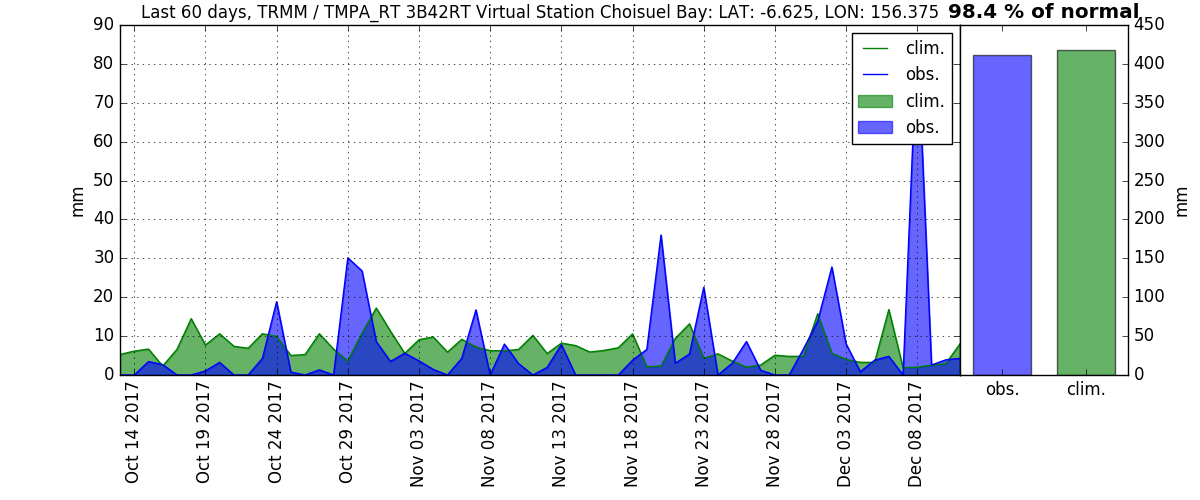 Last 60 days, TRMM / TMPA_RT 3B42RT Virtual Station Choisuel Bay: LAT: -6.625, LON: 156.375 98.4 % of normal
90
80
70
60
50
40
30
20
10
0
mm
clim.
obs.
clim.
obs.
450
400
350
300
250
200
150
100
50
0
mm
obs.
clim.
Oct 14 2017
Oct 19 2017
Oct 24 2017
Oct 29 2017
Nov 03 2017
Nov 08 2017
Nov 13 2017
Nov 18 2017
Nov 23 2017
Nov 28 2017
Dec 03 2017
Dec 08 2017